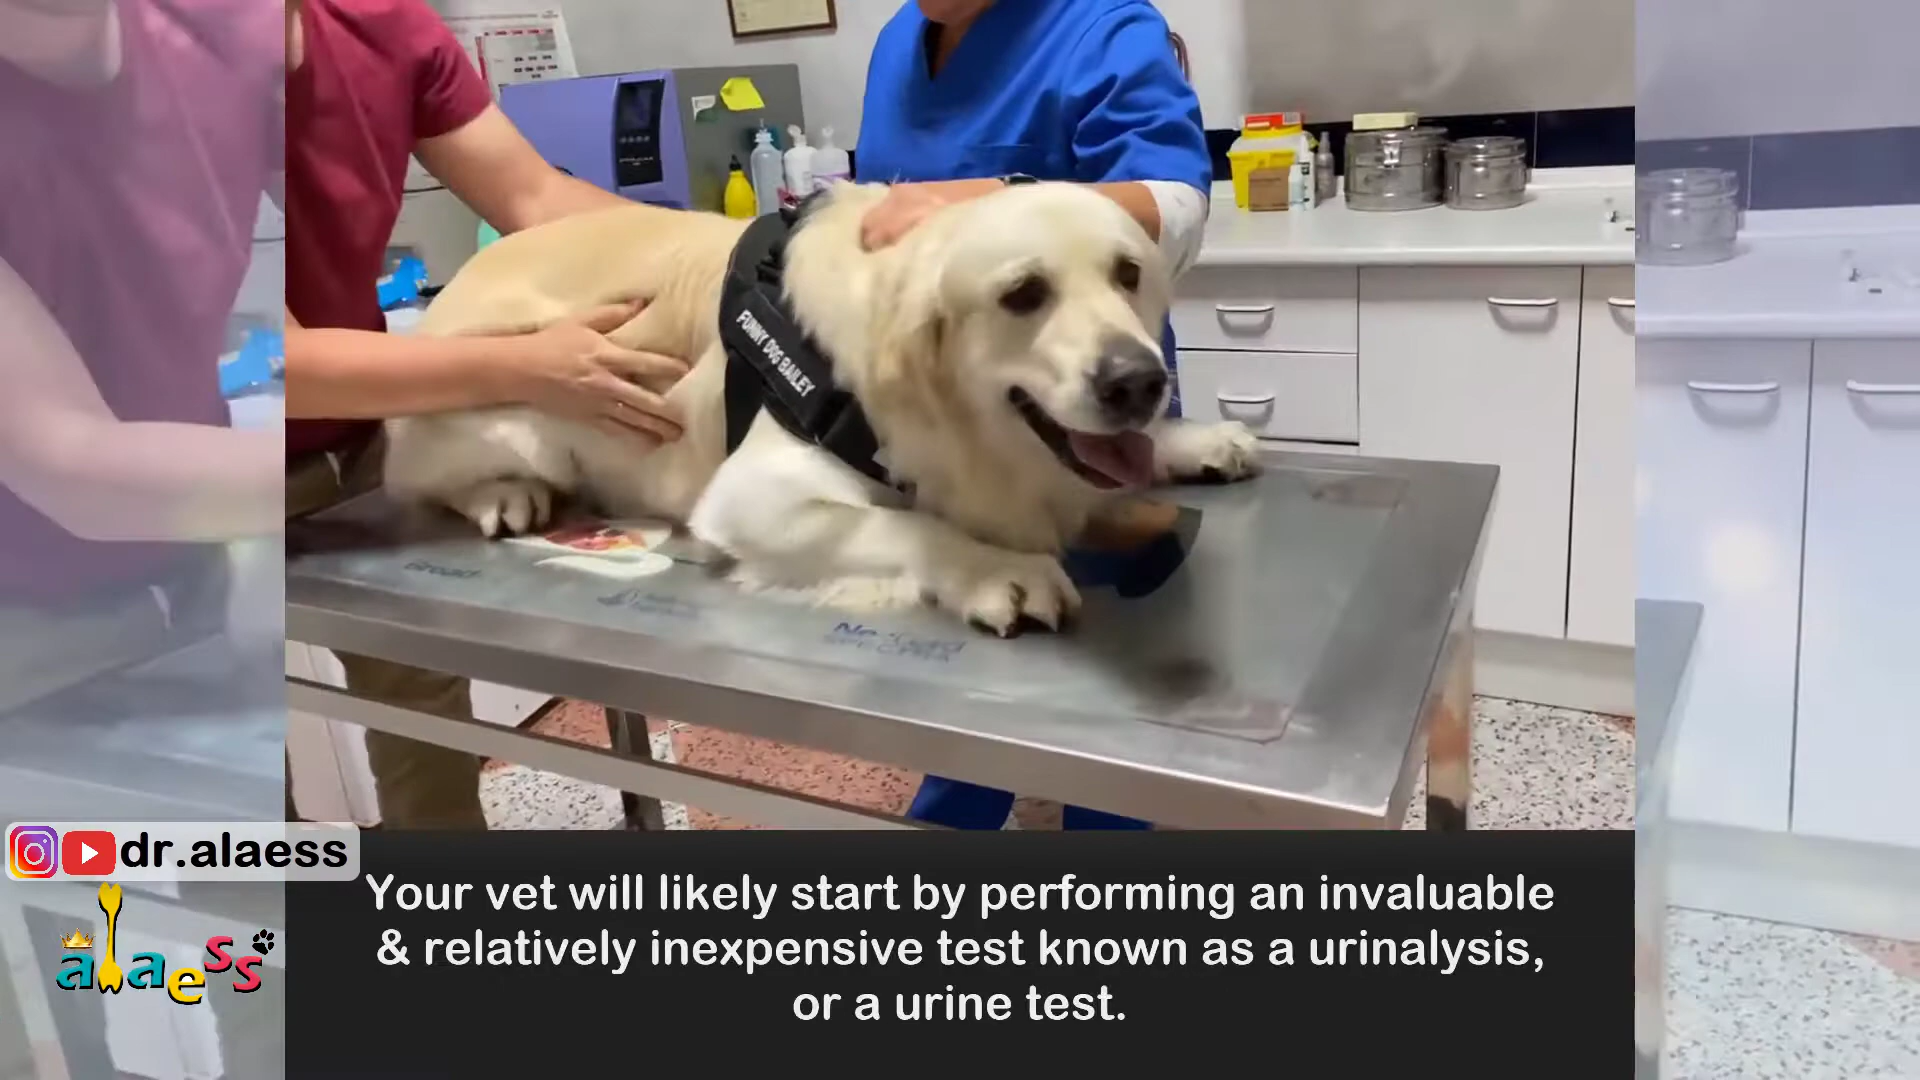 FUNNY DOG BAILEY
Broad
dr.alaess
alaess
Your vet will likely start by performing an invaluable
& relatively inexpensive test known as a urinalysis,
or a urine test.